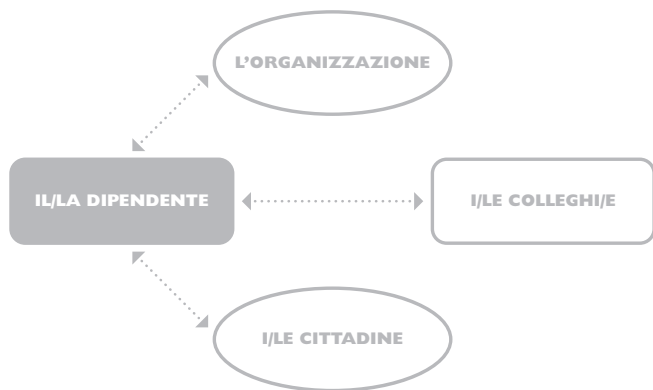 L'ORGANIZZAZIONE
IL/LA DIPENDENTE
I/LE COLLEGHI/E
I/LE CITTADINE